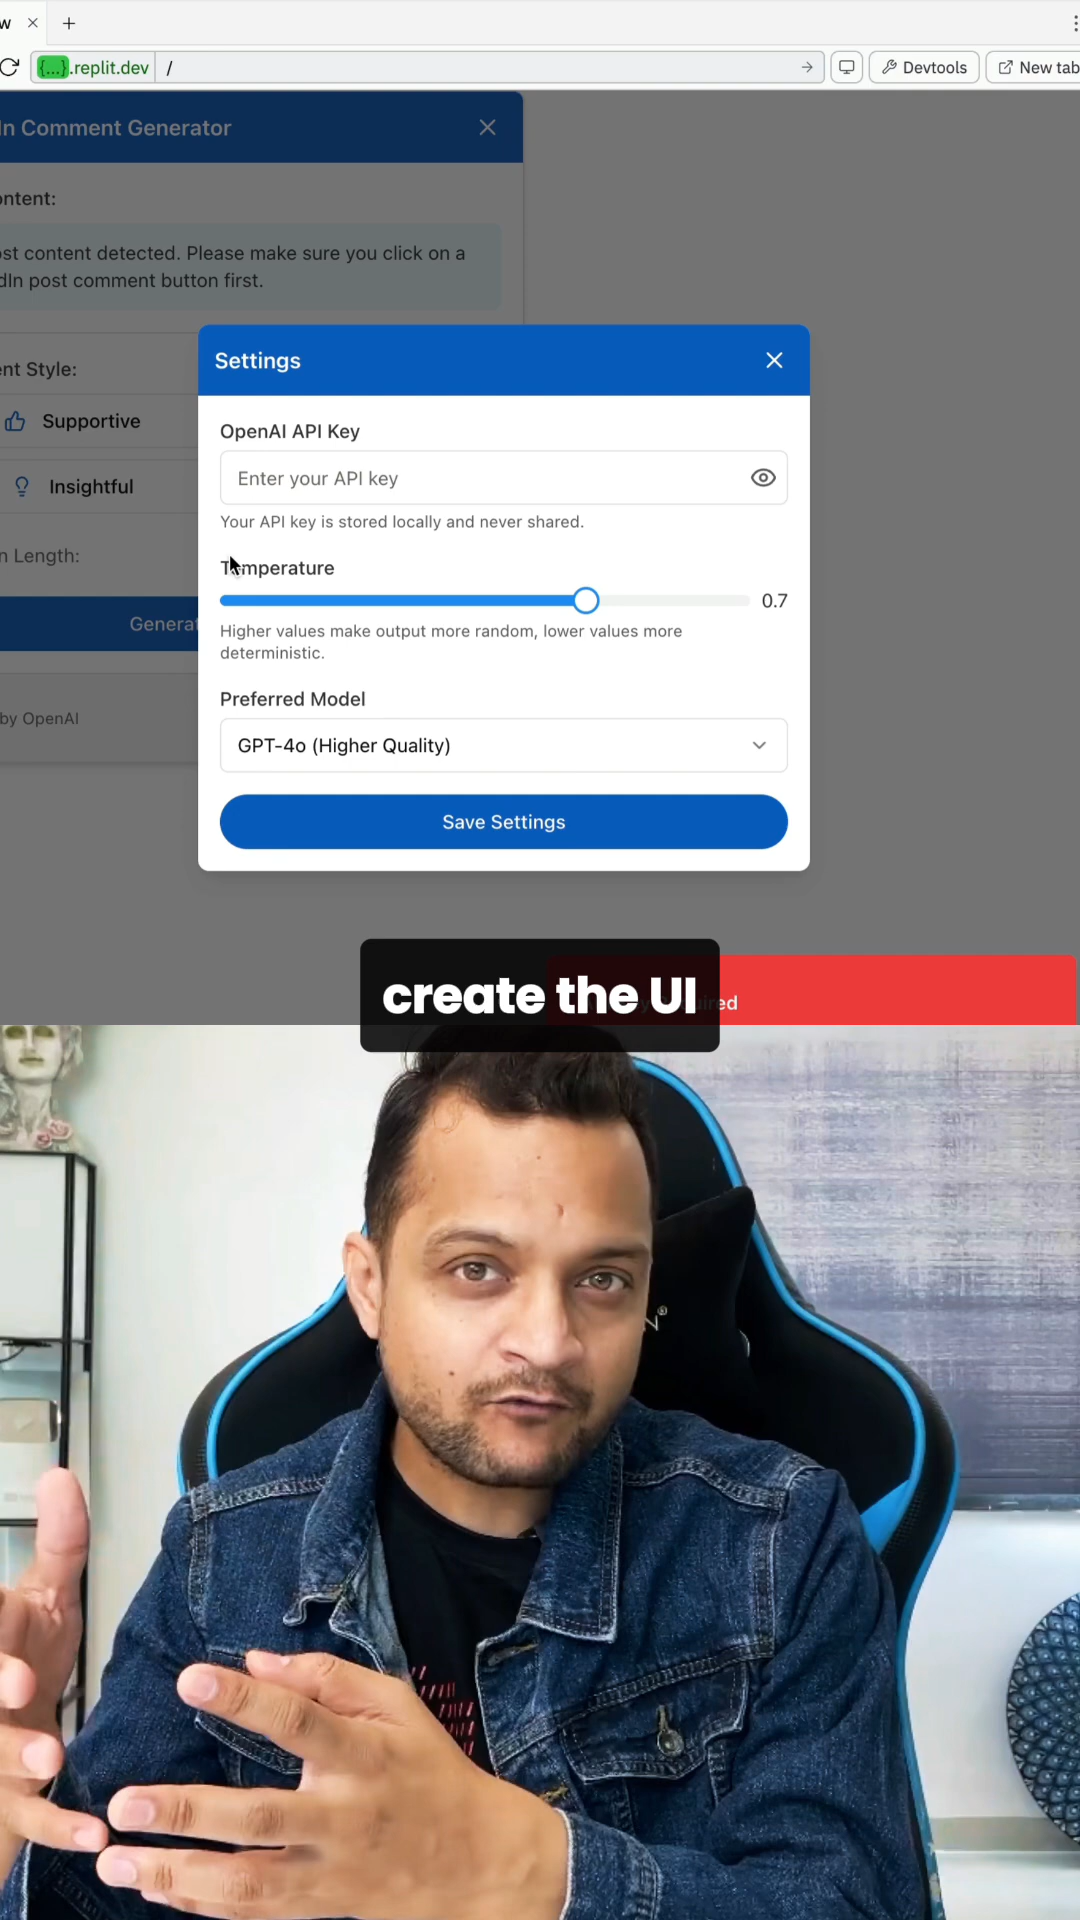 w
{...}.replit.dev /
Devtools
New tab
In Comment Generator
ontent:
ost content detected. Please make sure you click on a
dIn post comment button first.
ent Style:
Supportive
Insightful
n Length:
Generat
by OpenAI
Settings
OpenAI API Key
Enter your API key
Your API key is stored locally and never shared.
Temperature
0.7
Higher values make output more random, lower values more
deterministic.
Preferred Model
GPT-4o (Higher Quality)
Save Settings
create the UI
ired
N®